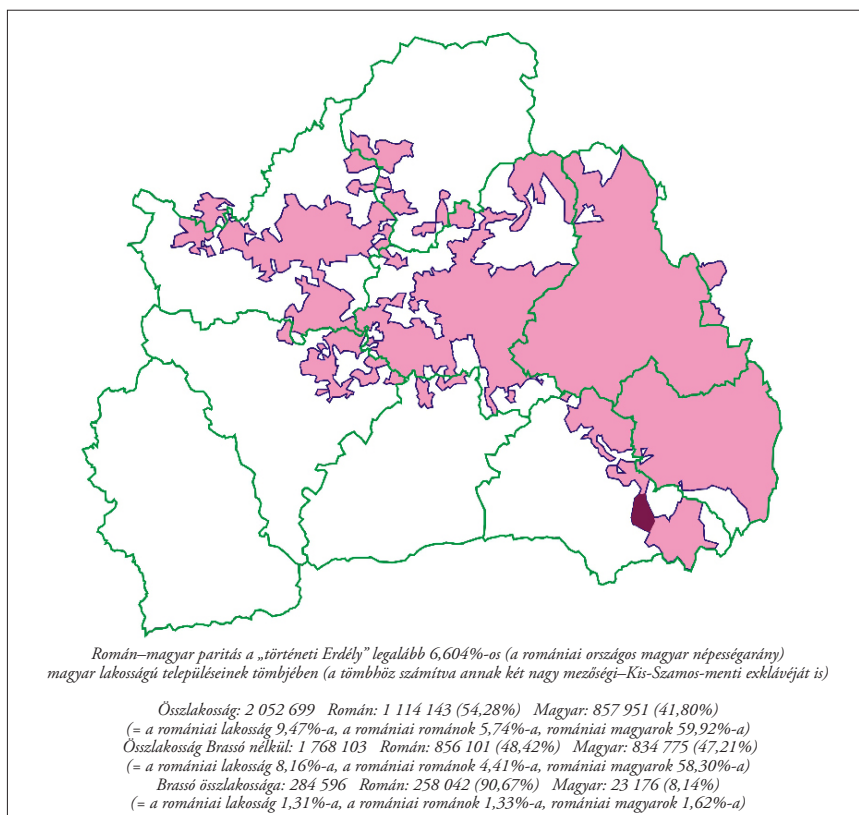 Román–magyar paritás a „történeti Erdély” legalább 6,604%-os (a romániai országos magyar népességarány)
magyar lakosságú településeinek tömbjében (a tömbhöz számítva annak két nagy mezőségi–Kis-Szamos-menti exklávéját is)
Összlakosság: 2 052 699 Román: 1 114 143 (54,28%) Magyar: 857 951 (41,80%)
(= a romániai lakosság 9,47%-a, a romániai románok 5,74%-a, romániai magyarok 59,92%-a)
Összlakosság Brassó nélkül: 1 768 103 Román: 856 101 (48,42%) Magyar: 834 775 (47,21%)
(= a romániai lakosság 8,16%-a, a romániai románok 4,41%-a, romániai magyarok 58,30%-a)
Brassó összlakossága: 284 596 Román: 258 042 (90,67%) Magyar: 23 176 (8,14%)
(= a romániai lakosság 1,31%-a, a romániai románok 1,33%-a, romániai magyarok 1,62%-a)